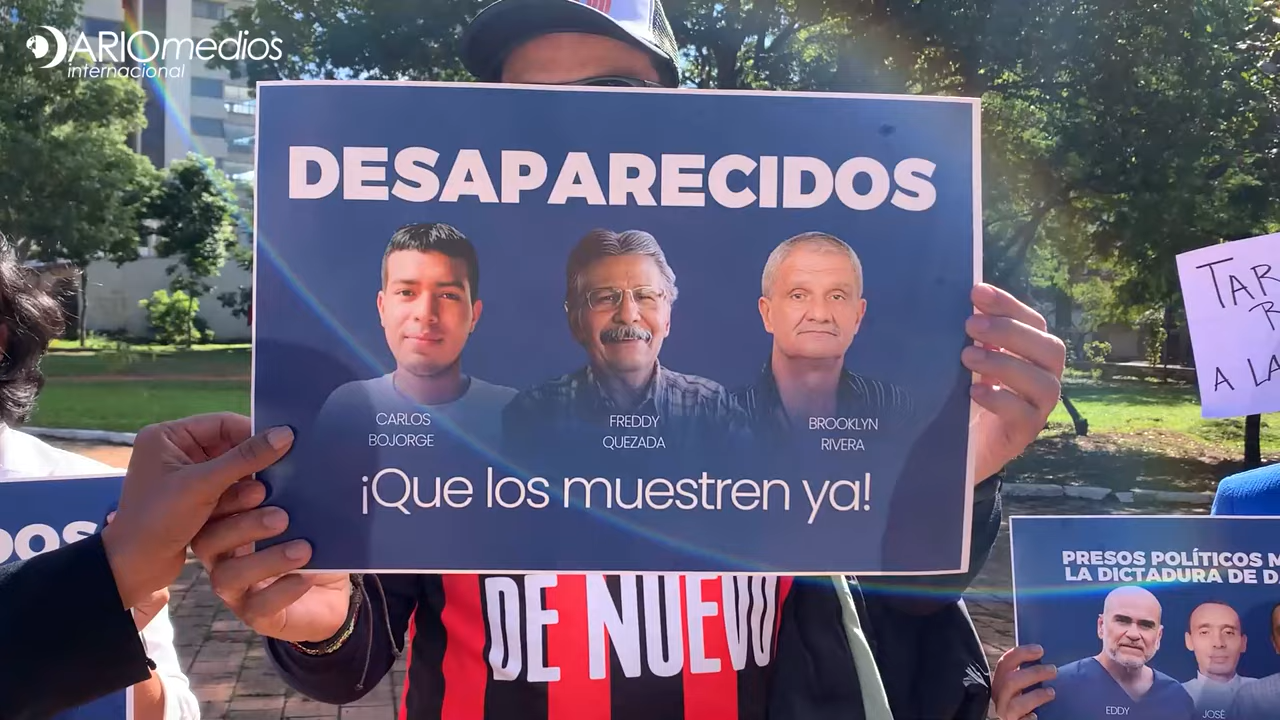 DARIOmedios
internacional
DESAPARECIDOS
CARLOS
BOJORGE
FREDDY
QUEZADA
BROOKLYN
RIVERA
¡Que los muestren ya!
DE NUEVO
TAR
R
A LA
DOS
PRESOS POLÍTICOS M
LA DICTADURA DE D
EDDY
JOSÉ